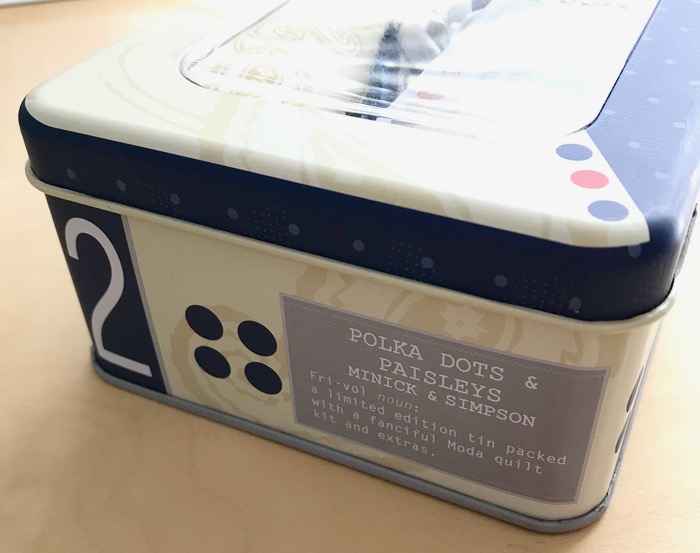 2
POLKA DOTS &
PAISLEYS
MINICK & SIMPSON
Fri-vol noun:
a limited edition tin packed
with a fanciful Moda quilt
kit and extras.